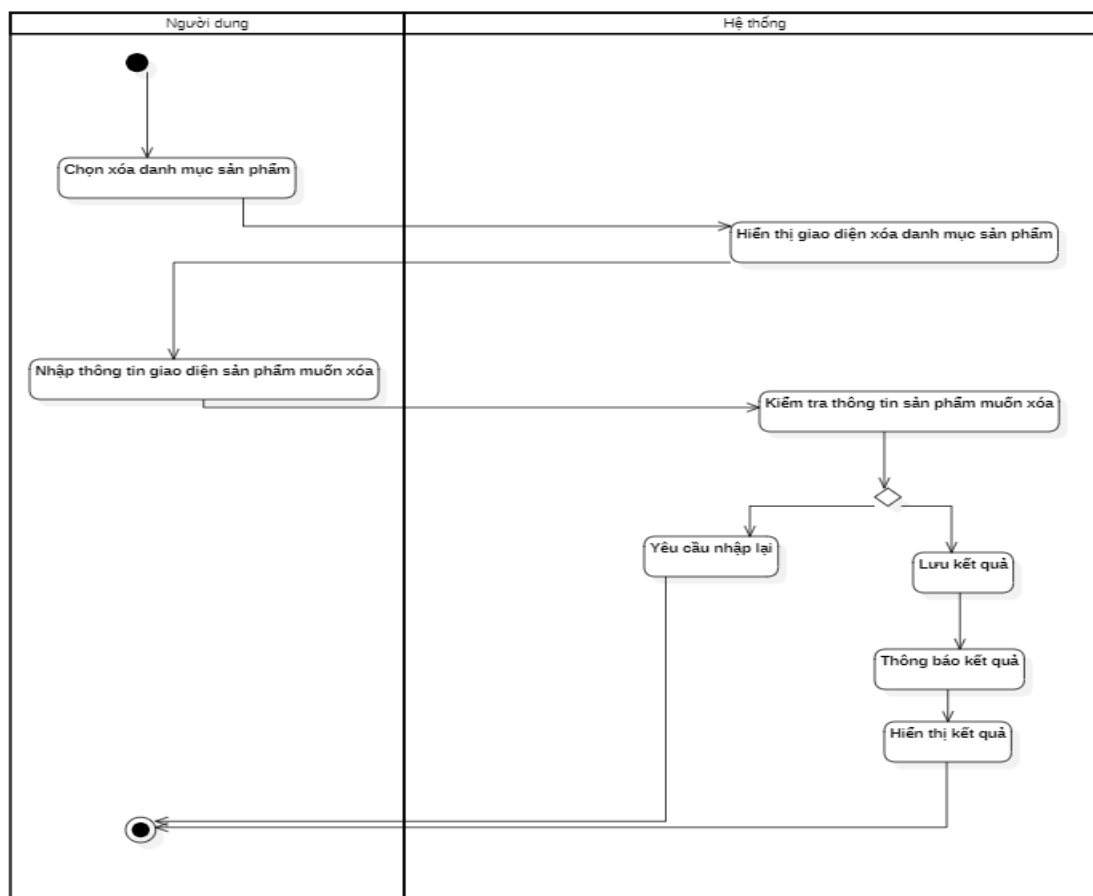 Người dung
Hệ thống
Chọn xóa danh mục sản phẩm
Hiển thị giao diện xóa danh mục sản phẩm
Nhập thông tin giao diện sản phẩm muốn xóa
Kiểm tra thông tin sản phẩm muốn xóa
Yêu cầu nhập lại
Lưu kết quả
Thông báo kết quả
Hiển thị kết quả